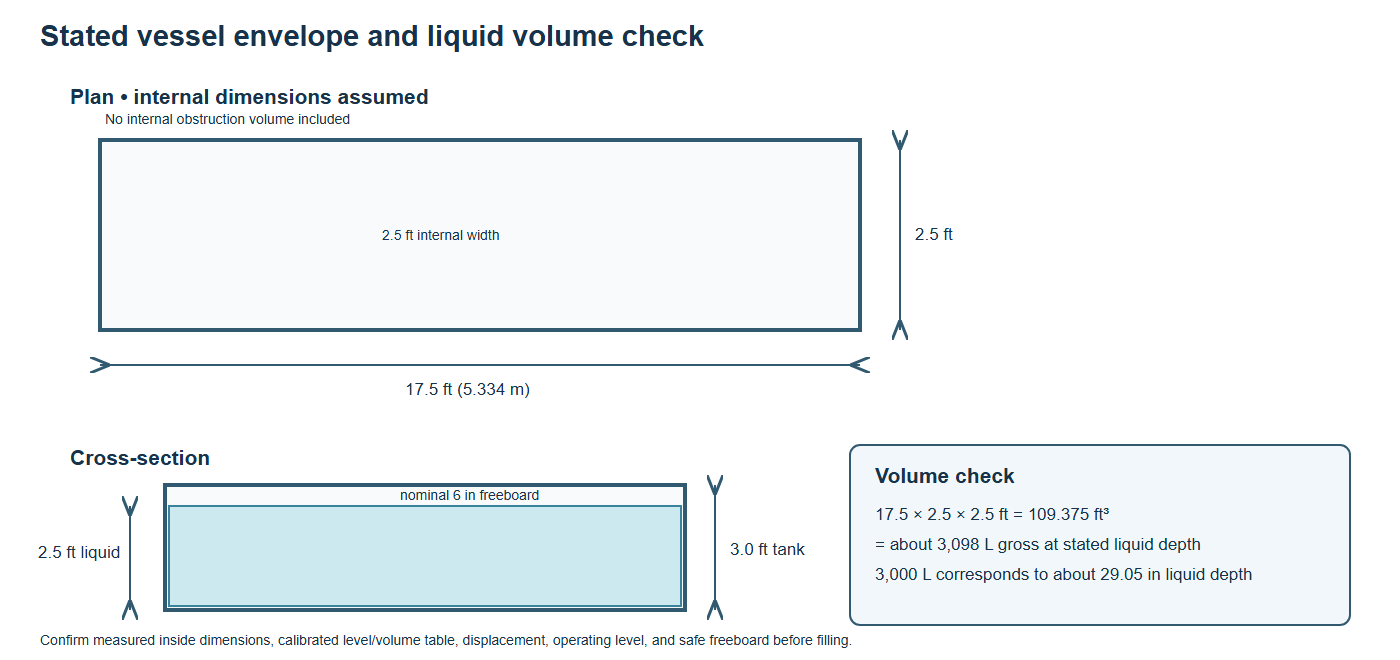 Stated vessel envelope and liquid volume check
Plan • internal dimensions assumed
No internal obstruction volume included
2.5 ft internal width
2.5 ft
17.5 ft (5.334 m)
Cross-section
nominal 6 in freeboard
2.5 ft liquid
3.0 ft tank
Volume check
17.5 × 2.5 × 2.5 ft = 109.375 ft³
= about 3,098 L gross at stated liquid depth
3,000 L corresponds to about 29.05 in liquid depth
Confirm measured inside dimensions, calibrated level/volume table, displacement, operating level, and safe freeboard before filling.